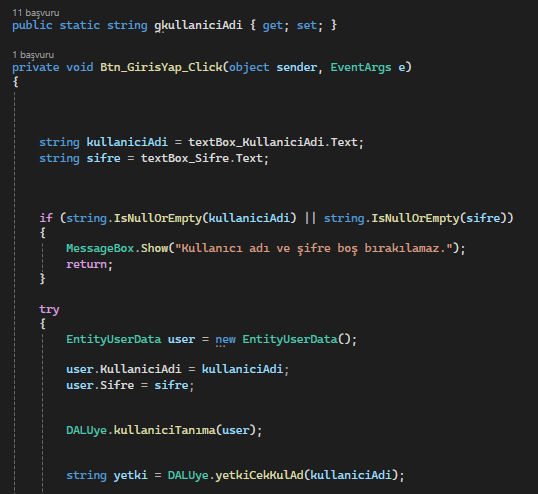 11 başvuru
public static string gkullaniciAdi { get; set; }
1 başvuru
private void Btn_GirisYap_Click(object sender, EventArgs e)
{
string kullaniciAdi = textBox_KullaniciAdi.Text;
string sifre = textBox_Sifre.Text;
if (string.IsNullOrEmpty(kullaniciAdi) || string.IsNullOrEmpty(sifre))
{
MessageBox.Show("Kullanıcı adı ve şifre boş bırakılamaz.");
return;
}
try
{
EntityUserData user = new EntityUserData();
user.KullaniciAdi = kullaniciAdi;
user.Sifre = sifre;
DALUye.kullaniciTanıma(user);
string yetki = DALUye.yetkiCekKulAd(kullaniciAdi);